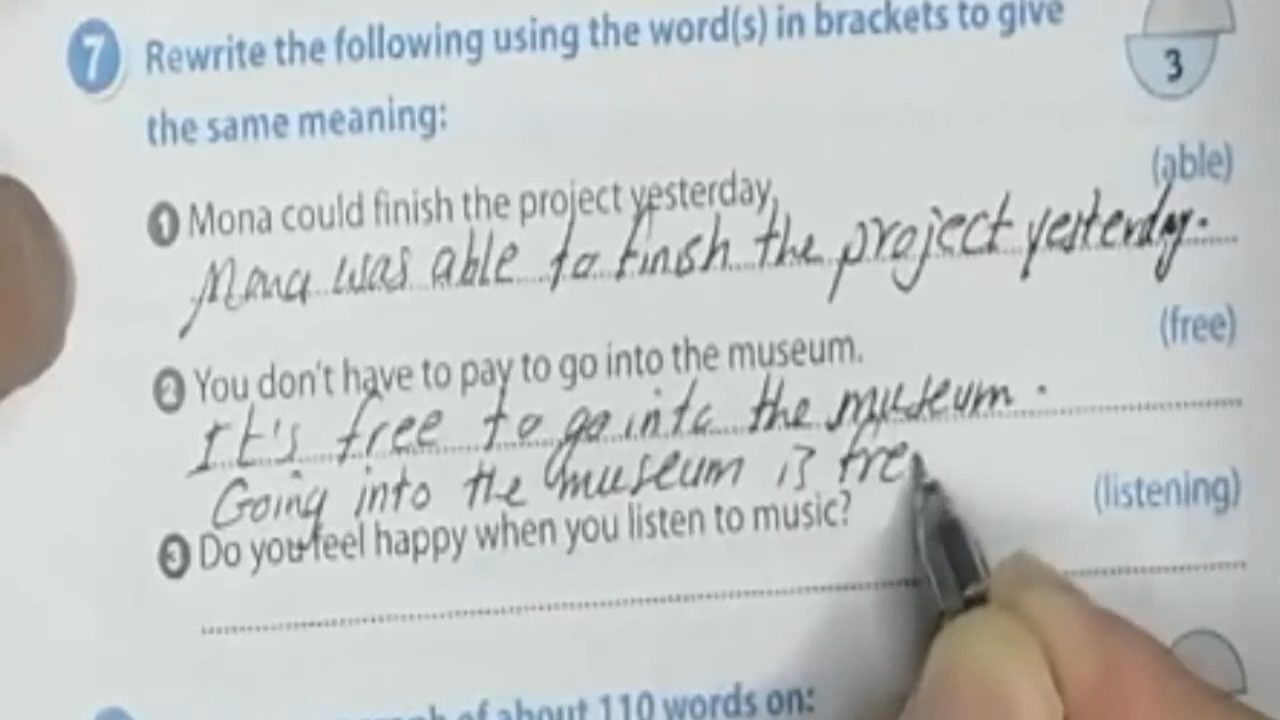 7 Rewrite the following using the word(s) in brackets to give
3
the same meaning:
(able)
1 Mona could finish the project yesterday.
Mona was able to finish the project yesterday.
(free)
2 You don't have to pay to go into the museum.
It's free to go into the museum.
Going into the museum is fre
(listening)
3 Do you feel happy when you listen to music?
of about 110 words on: